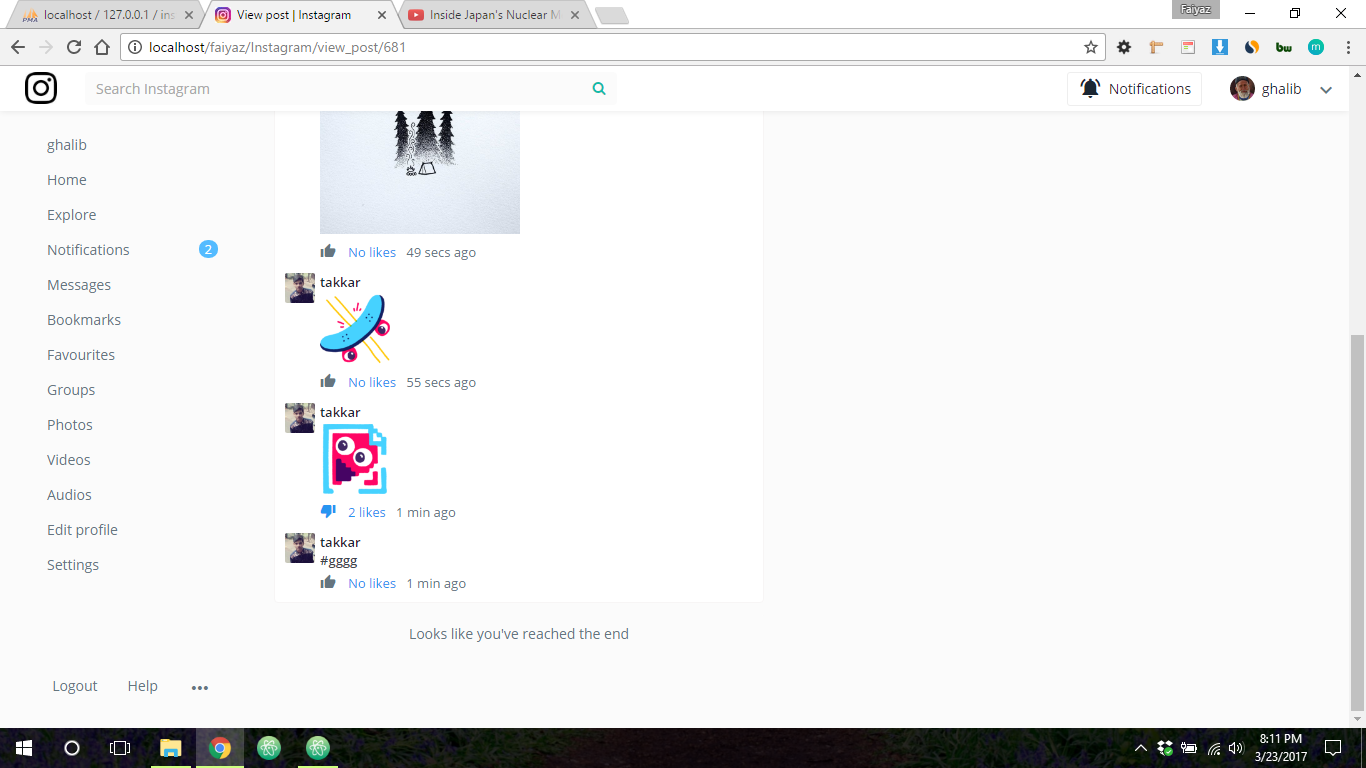 localhost / 127.0.0.1 / ins
View post | Instagram
Inside Japan's Nuclear M
Faiyaz
localhost/faiyaz/Instagram/view_post/681
bw
m
Search Instagram
Notifications
ghalib
ghalib
Home
Explore
Notifications
2
Messages
Bookmarks
Favourites
Groups
Photos
Videos
Audios
Edit profile
Settings
Logout
Help
No likes 49 secs ago
takkar
No likes 55 secs ago
takkar
2 likes 1 min ago
takkar
#gggg
No likes 1 min ago
Looks like you've reached the end
8:11 PM
3/23/2017